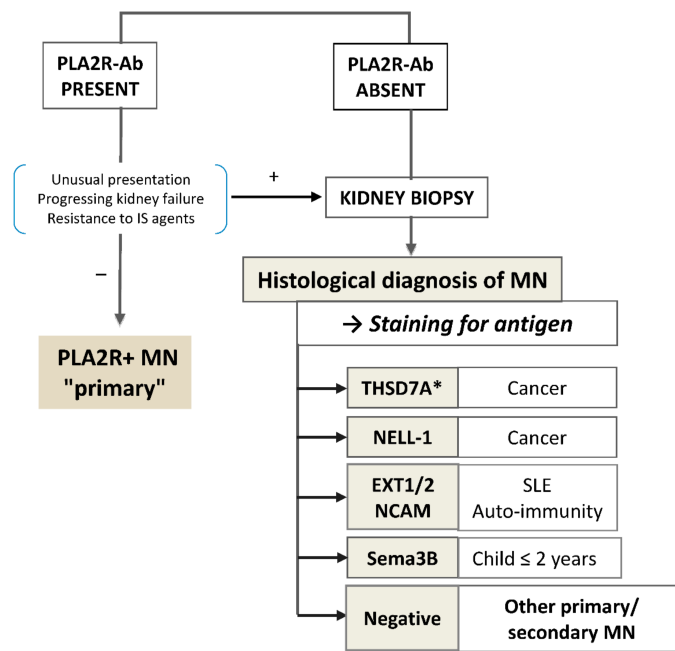 PLA2R-Ab
PRESENT
PLA2R-Ab
ABSENT
Unusual presentation
Progressing kidney failure
Resistance to IS agents
+
KIDNEY BIOPSY
–
Histological diagnosis of MN
→ Staining for antigen
PLA2R+ MN
"primary"
THSD7A* Cancer
NELL-1 Cancer
EXT1/2 SLE
NCAM Auto-immunity
Sema3B Child ≤ 2 years
Negative Other primary/
secondary MN